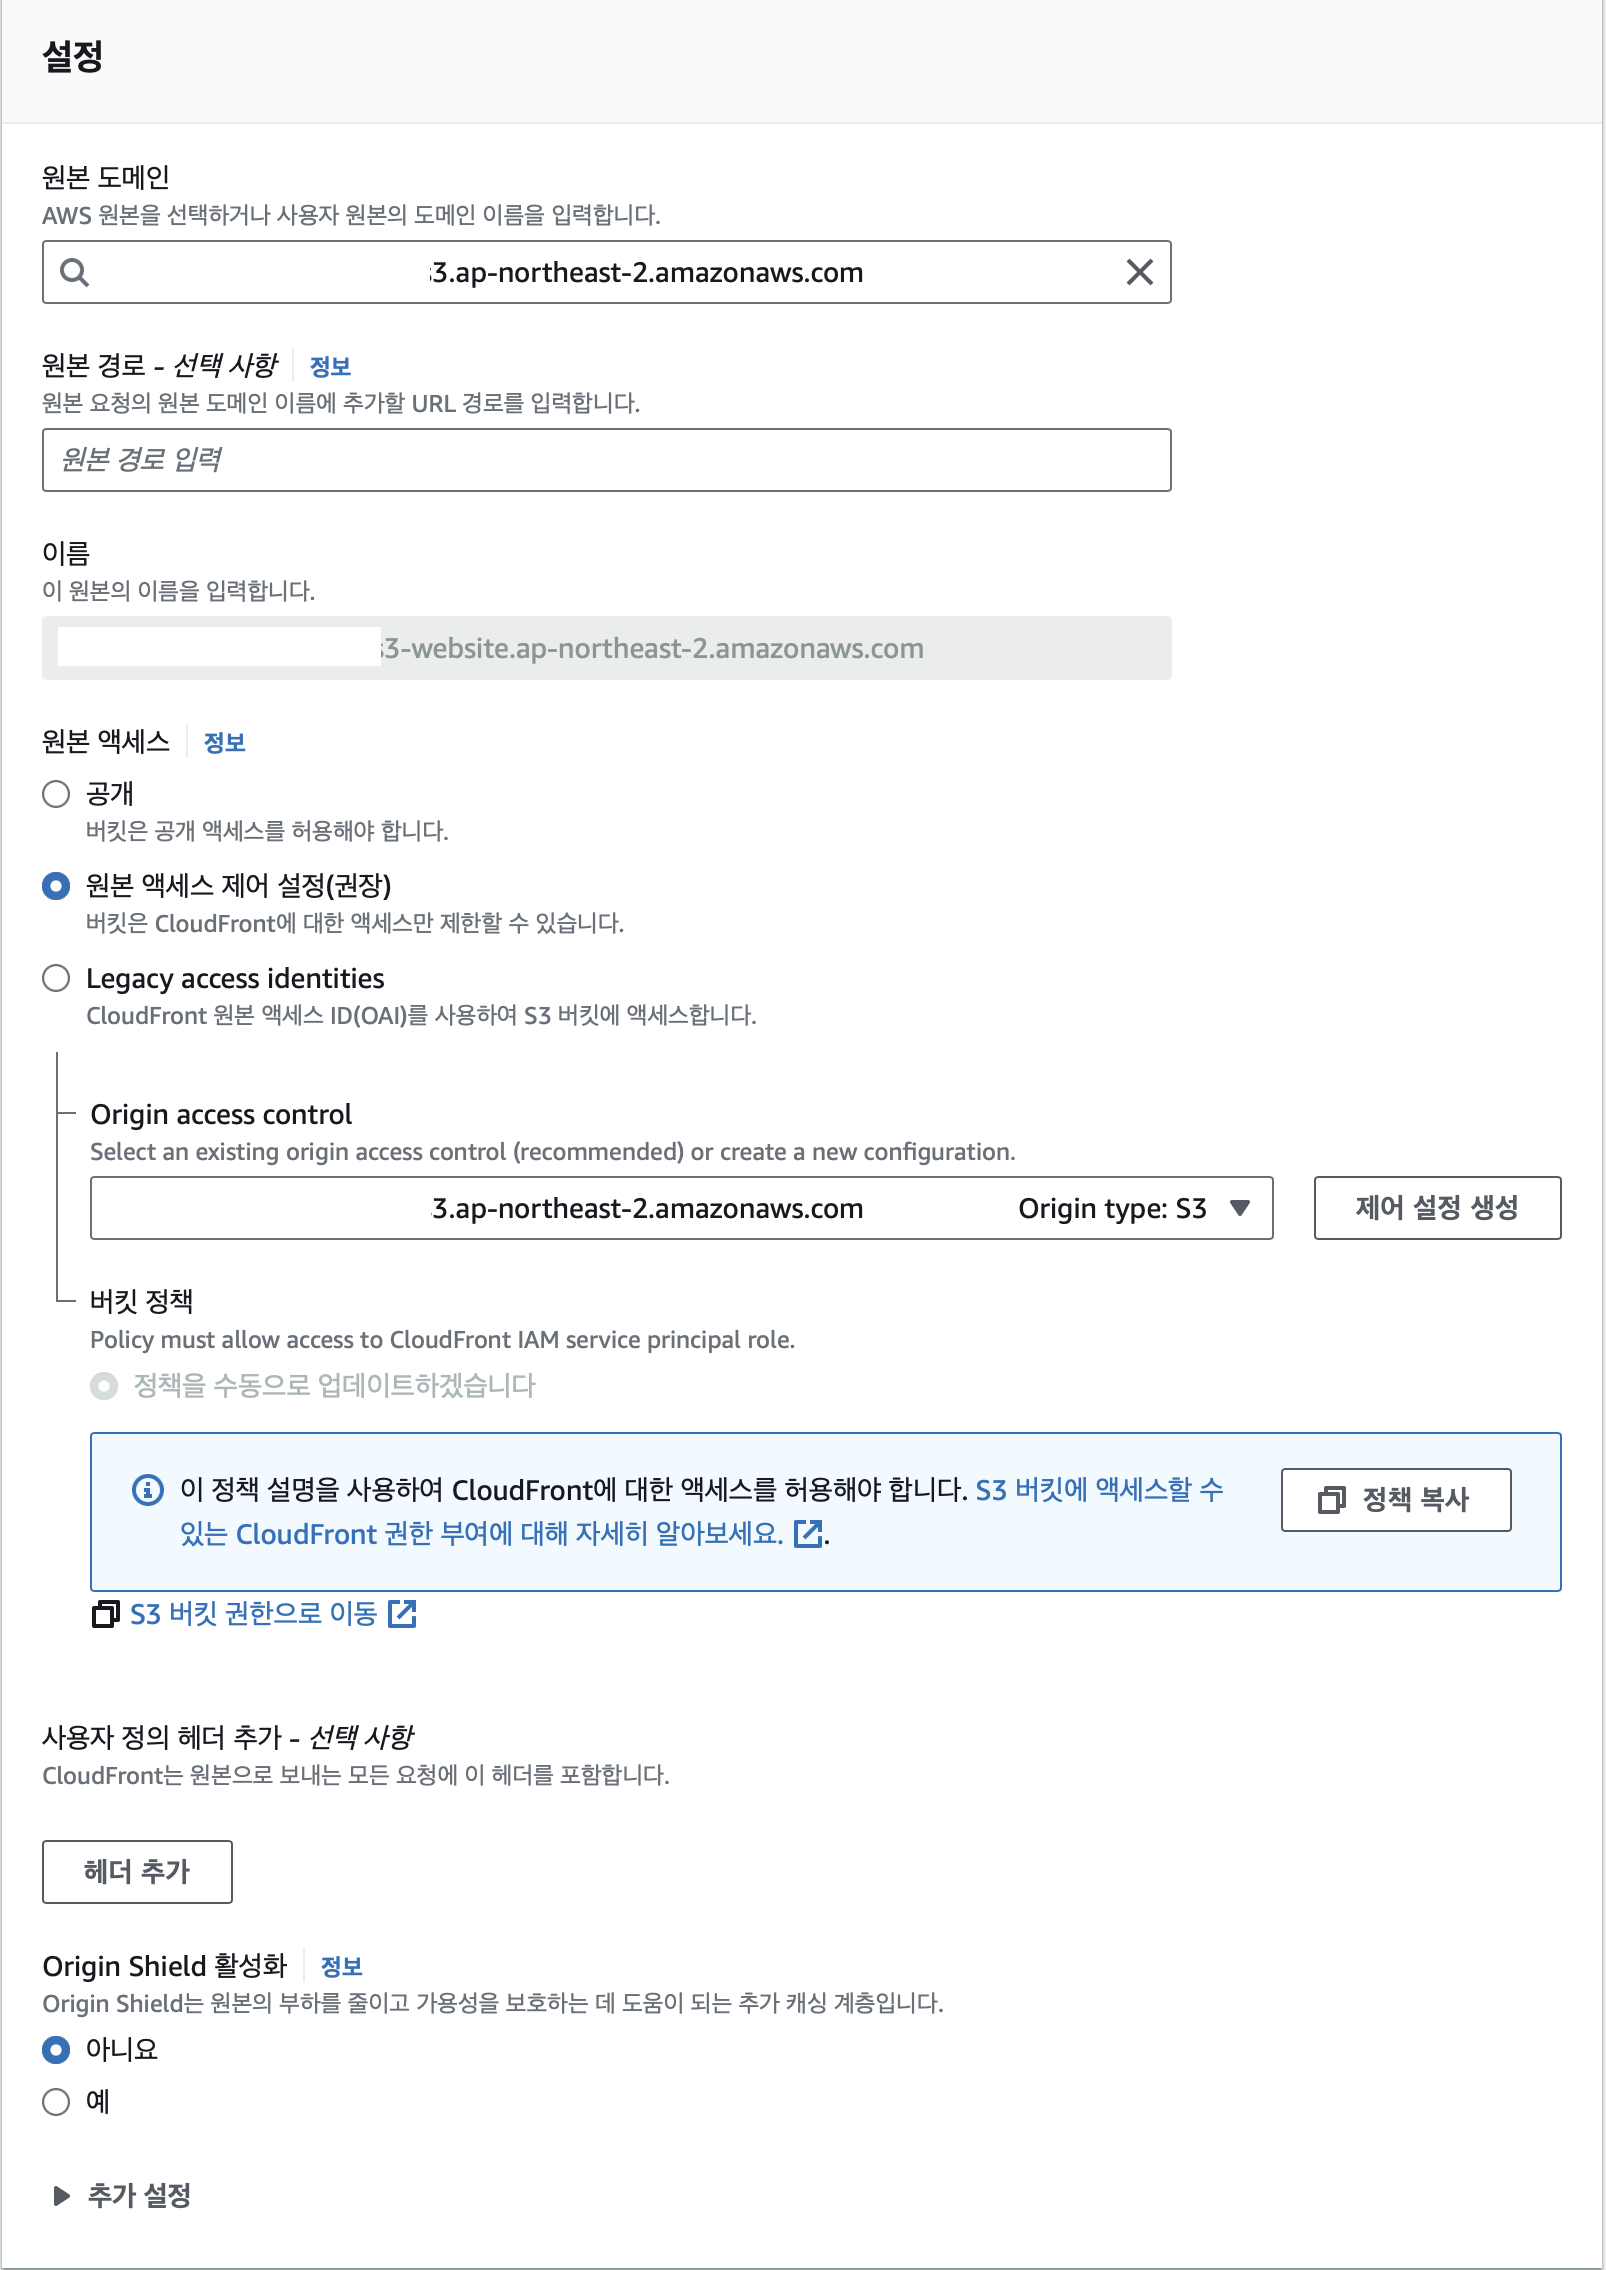 설정
원본 도메인
AWS 원본을 선택하거나 사용자 원본의 도메인 이름을 입력합니다.
3.ap-northeast-2.amazonaws.com
원본 경로 - 선택 사항 정보
원본 요청의 원본 도메인 이름에 추가할 URL 경로를 입력합니다.
원본 경로 입력
이름
이 원본의 이름을 입력합니다.
3-website.ap-northeast-2.amazonaws.com
원본 액세스 정보
공개
버킷은 공개 액세스를 허용해야 합니다.
원본 액세스 제어 설정(권장)
버킷은 CloudFront에 대한 액세스만 제한할 수 있습니다.
Legacy access identities
CloudFront 원본 액세스 ID(OAI)를 사용하여 S3 버킷에 액세스합니다.
Origin access control
Select an existing origin access control (recommended) or create a new configuration.
3.ap-northeast-2.amazonaws.com Origin type: S3 제어 설정 생성
버킷 정책
Policy must allow access to CloudFront IAM service principal role.
정책을 수동으로 업데이트하겠습니다
이 정책 설명을 사용하여 CloudFront에 대한 액세스를 허용해야 합니다. S3 버킷에 액세스할 수
있는 CloudFront 권한 부여에 대해 자세히 알아보세요. .
정책 복사
S3 버킷 권한으로 이동
사용자 정의 헤더 추가 - 선택 사항
CloudFront는 원본으로 보내는 모든 요청에 이 헤더를 포함합니다.
헤더 추가
Origin Shield 활성화 정보
Origin Shield는 원본의 부하를 줄이고 가용성을 보호하는 데 도움이 되는 추가 캐싱 계층입니다.
아니요
예
추가 설정